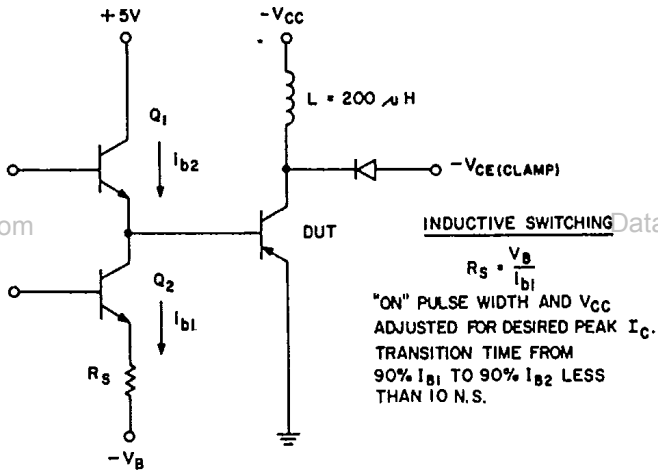 +5V
-VCC
L = 200 μH
Q1
ib2
-VCE(CLAMP)
om
DUT
INDUCTIVE SWITCHING
Data
RS = VB / Ib1
Q2
ib1
"ON" PULSE WIDTH AND VCC
ADJUSTED FOR DESIRED PEAK IC.
TRANSITION TIME FROM
90% IB1 TO 90% IB2 LESS
THAN 10 N.S.
RS
-VB